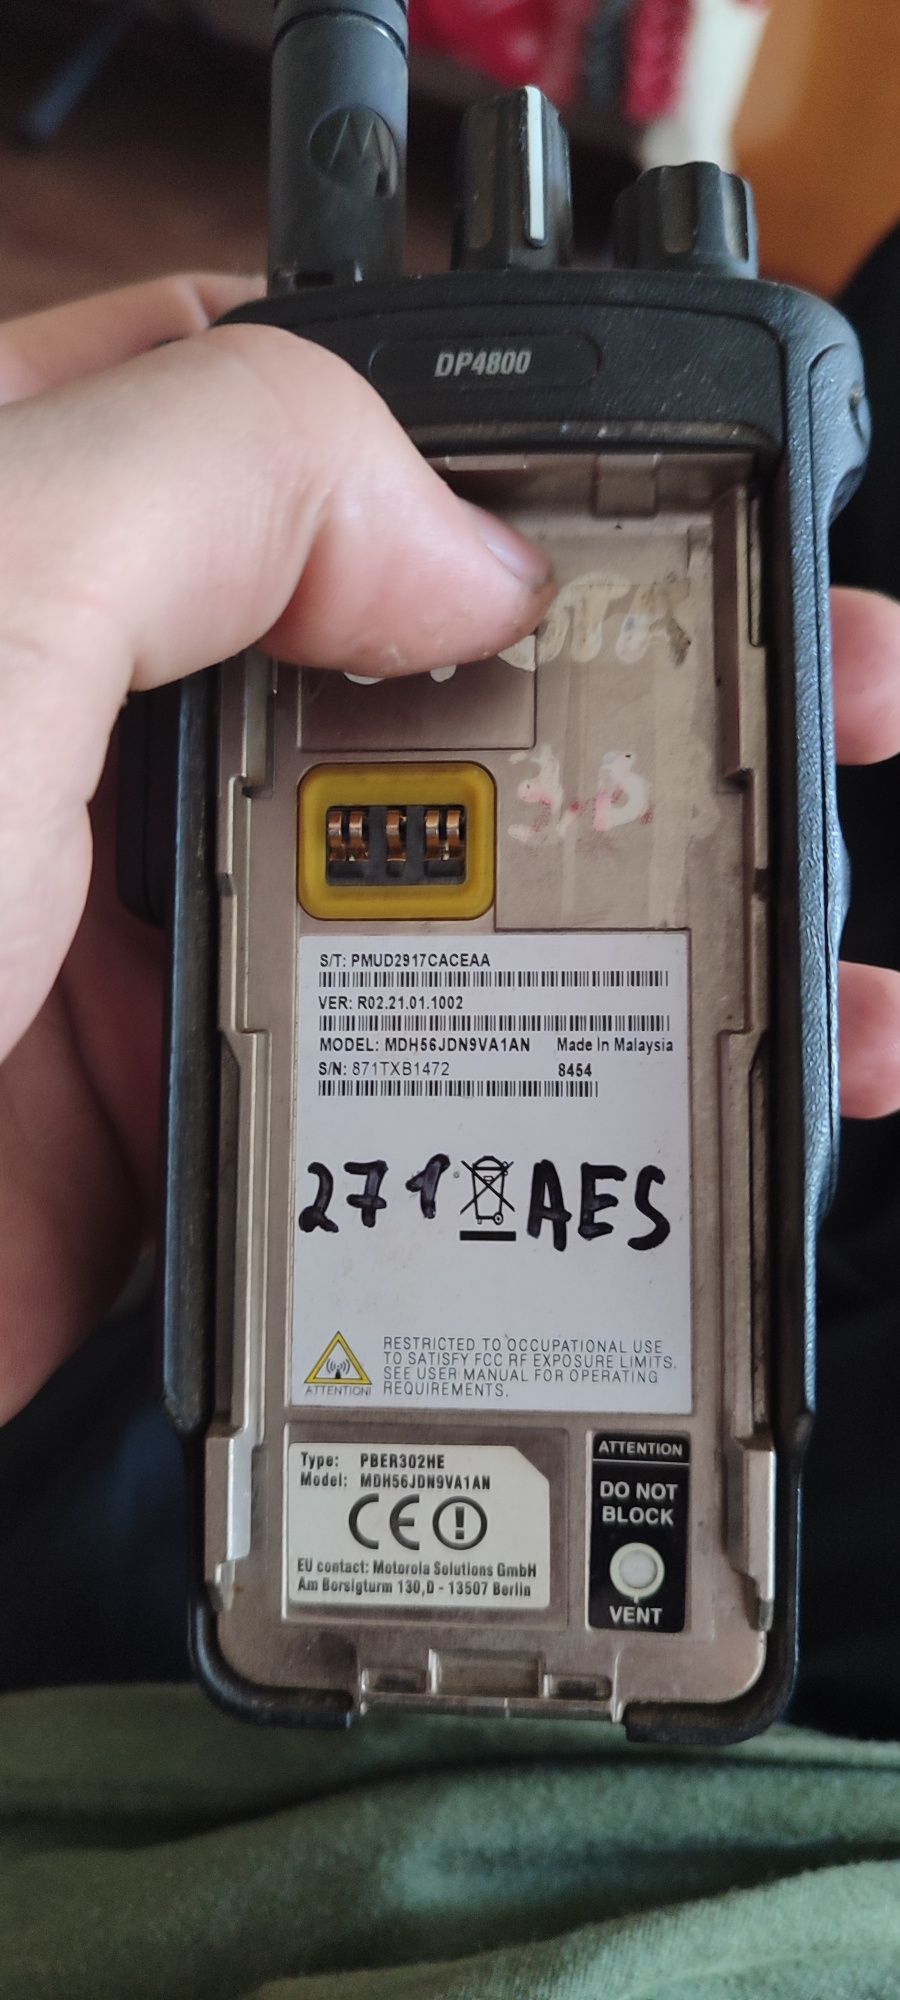 DP4800
3.B
S/T: PMUD2917CACEAA
VER: R02.21.01.1002
MODEL: MDH56JDN9VA1AN Made In Malaysia
S/N: 871TXB1472 8454
271 AES
ATTENTION!
RESTRICTED TO OCCUPATIONAL USE
TO SATISFY FCC RF EXPOSURE LIMITS.
SEE USER MANUAL FOR OPERATING
REQUIREMENTS.
Type: PBER302HE
Model: MDH56JDN9VA1AN
CE
EU contact: Motorola Solutions GmbH
Am Borsigturm 130,D - 13507 Berlin
ATTENTION
DO NOT
BLOCK
VENT